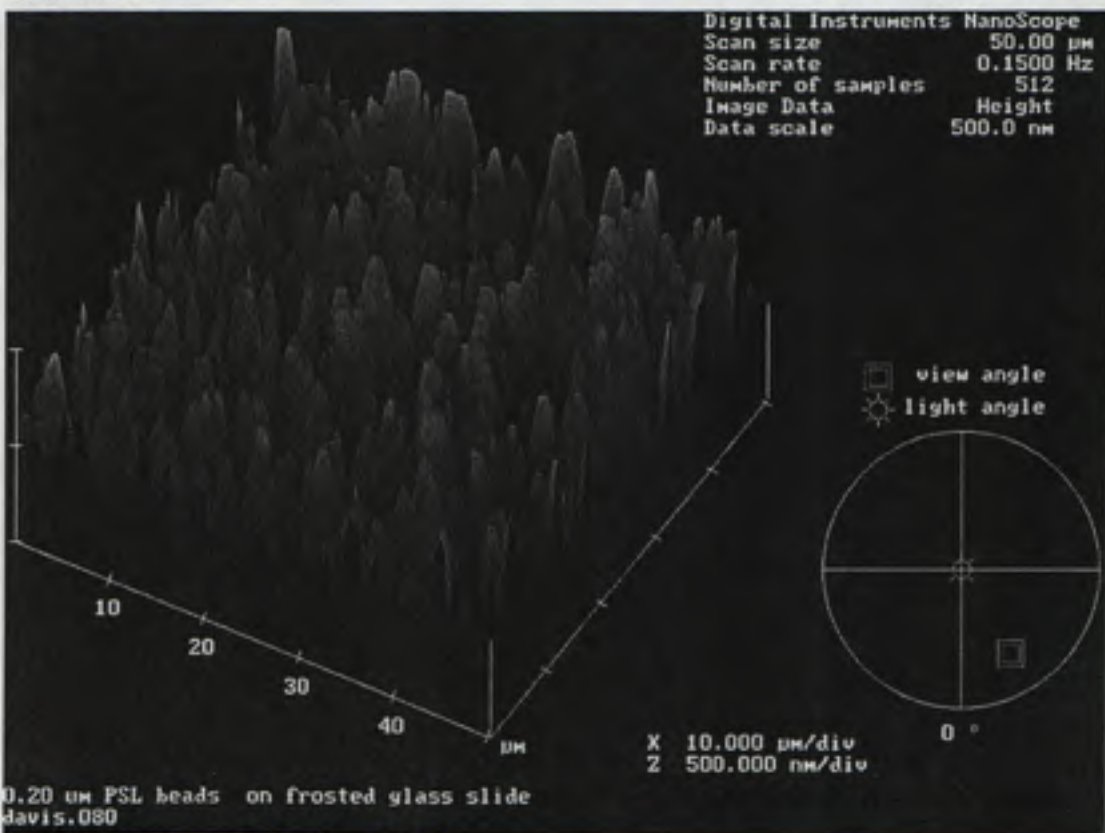 Digital Instruments NanoScope
Scan size 50.00 µm
Scan rate 0.1500 Hz
Number of samples 512
Image Data Height
Data scale 500.0 nm
view angle
light angle
10
20
30
40
µm
0 °
X 10.000 µm/div
Z 500.000 nm/div
0.20 um PSL beads on frosted glass slide
davis.080